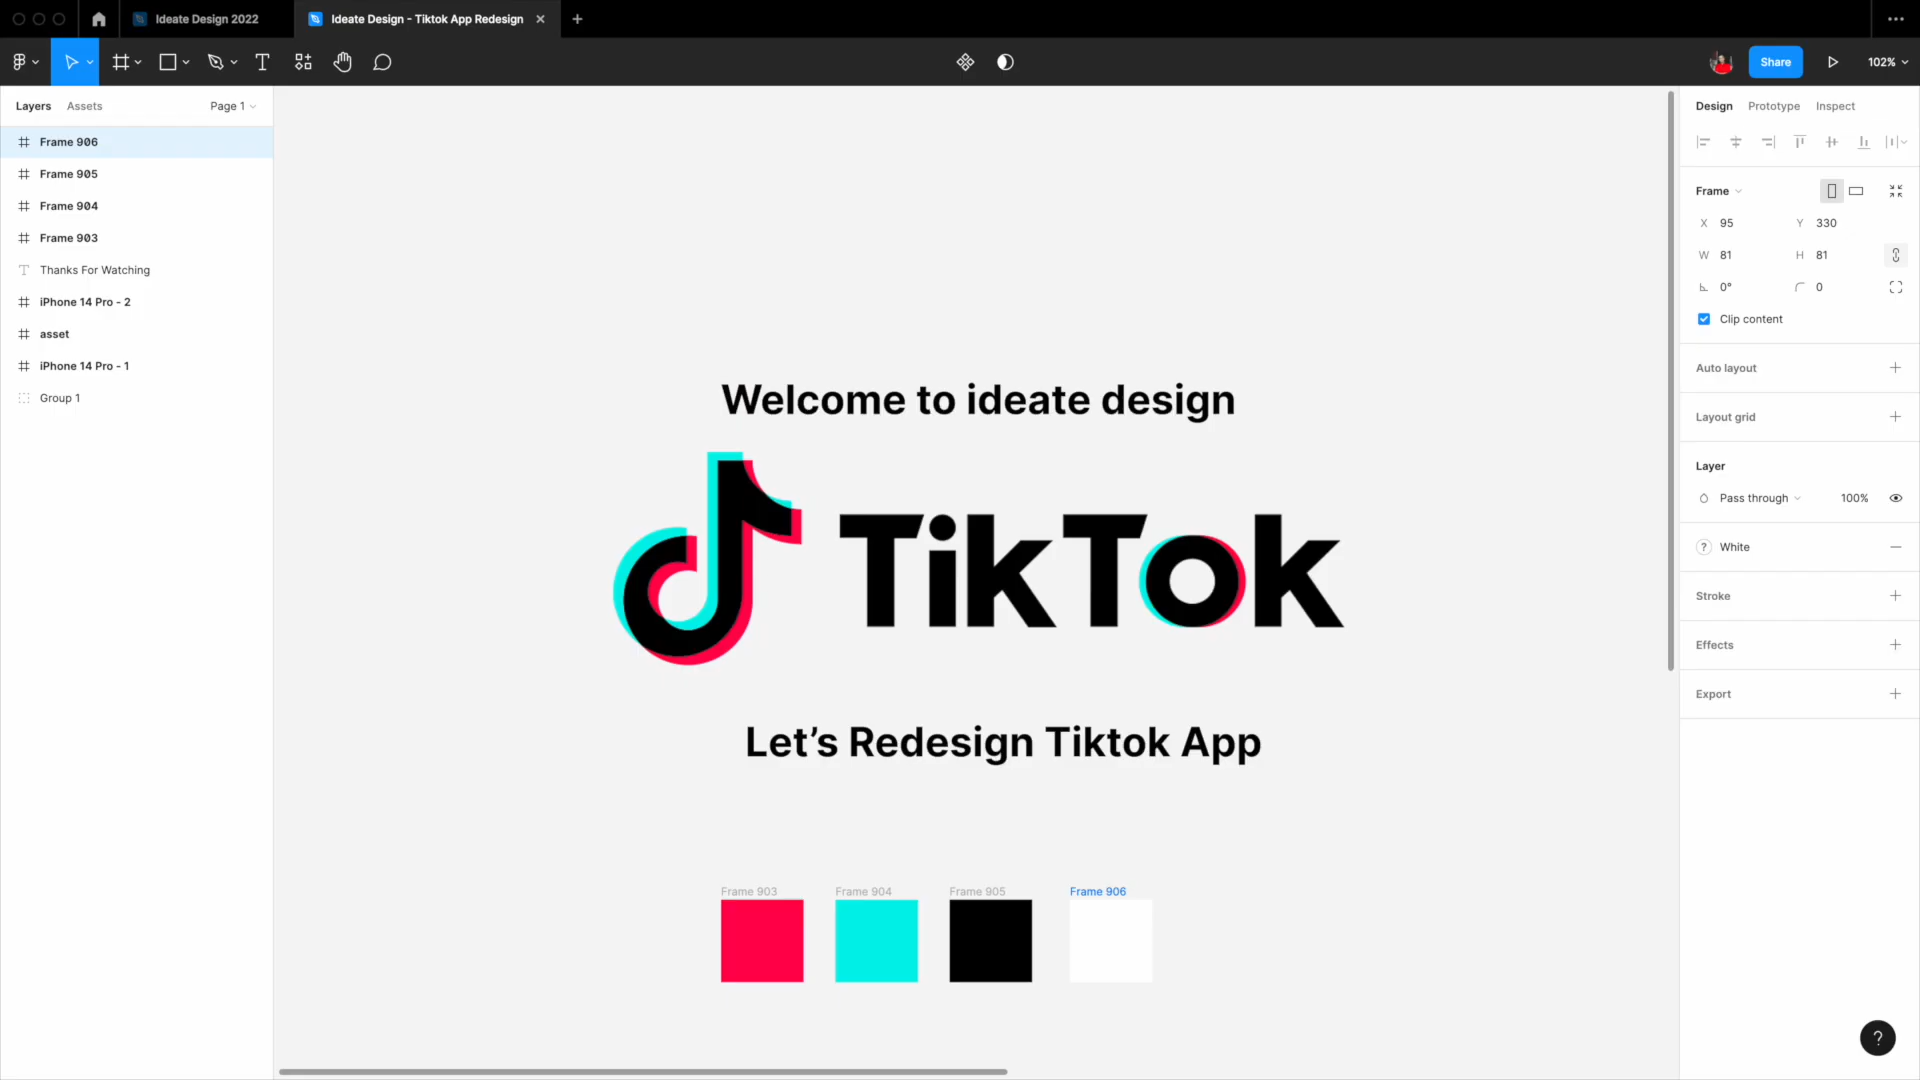 Ideate Design 2022
Ideate Design - Tiktok App Redesign
Share
102%
Layers
Assets
Page 1
Frame 906
Frame 905
Frame 904
Frame 903
Thanks For Watching
iPhone 14 Pro - 2
asset
iPhone 14 Pro - 1
Group 1
Welcome to ideate design
TikTok
Let’s Redesign Tiktok App
Frame 903
Frame 904
Frame 905
Frame 906
Design
Prototype
Inspect
Frame
X 95
Y 330
W 81
H 81
0°
0
Clip content
Auto layout
Layout grid
Layer
Pass through
100%
? White
Stroke
Effects
Export
?